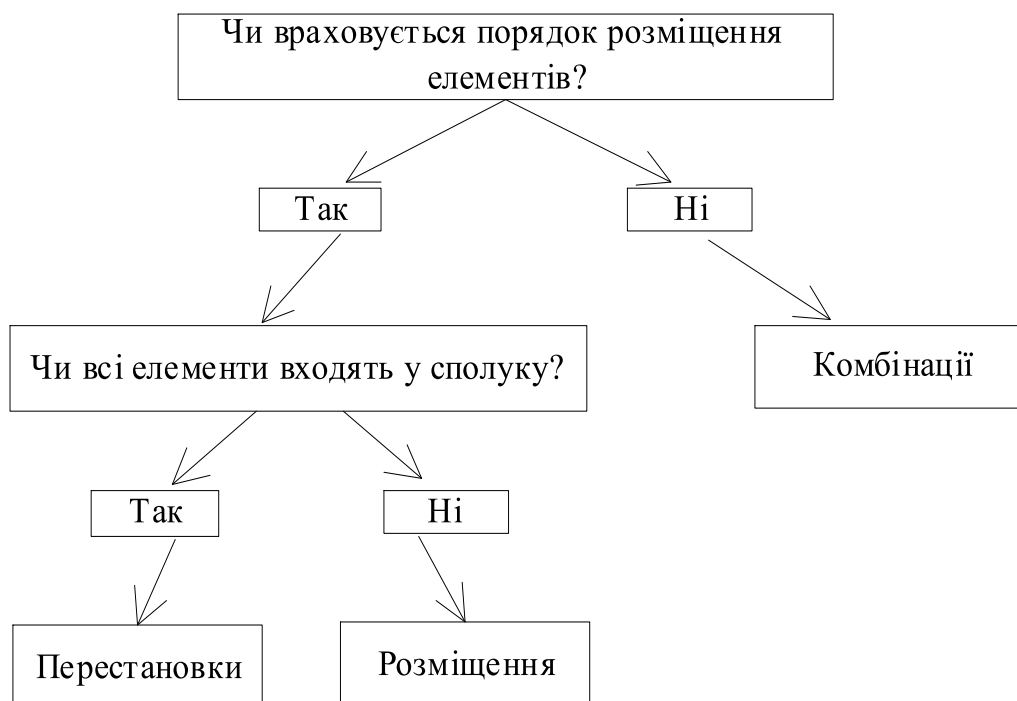 Чи враховується порядок розміщення
елементів?
Так
Ні
Чи всі елементи входять у сполуку?
Комбінації
Так
Ні
Перестановки
Розміщення